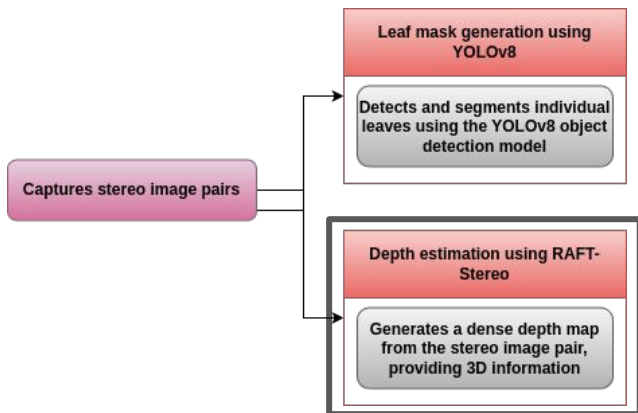 Leaf mask generation using
YOLOv8
Detects and segments individual
leaves using the YOLOv8 object
detection model
Captures stereo image pairs
Depth estimation using RAFT-
Stereo
Generates a dense depth map
from the stereo image pair,
providing 3D information